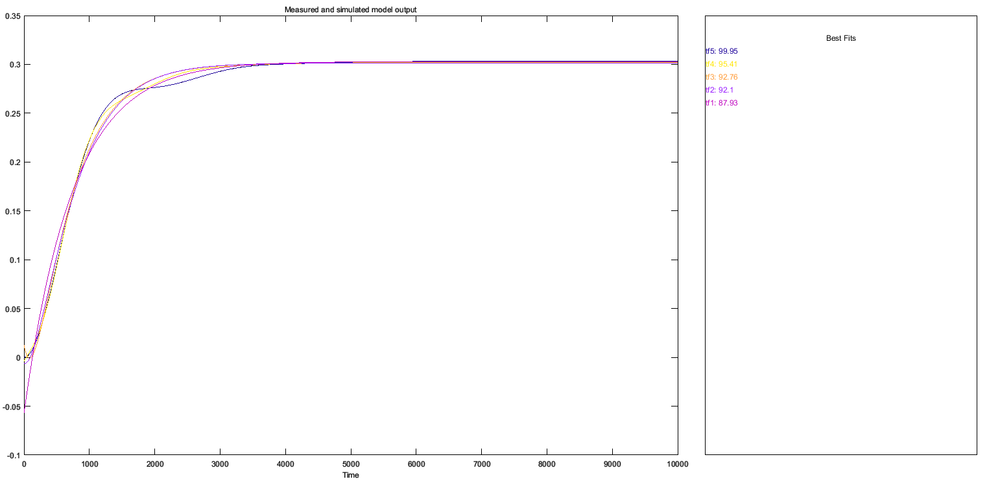 Measured and simulated model output
0.35
0.3
0.25
0.2
0.15
0.1
0.05
0
-0.05
-0.1
0 1000 2000 3000 4000 5000 6000 7000 8000 9000 10000
Time
Best Fits
tf5: 99.95
tf4: 95.41
tf3: 92.76
tf2: 92.1
tf1: 87.93